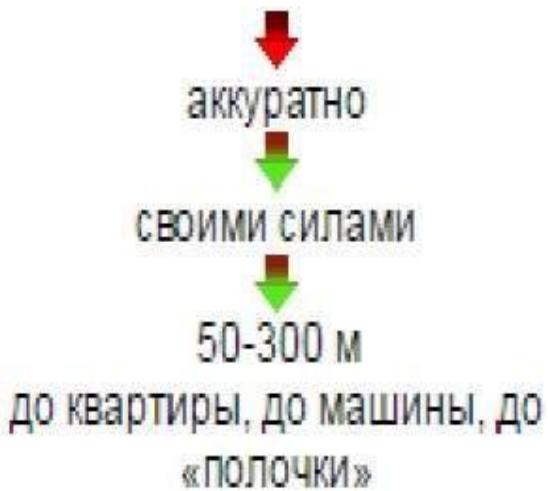 аккуратно
своими силами
50-300 м
до квартиры, до машины, до
«полочки»